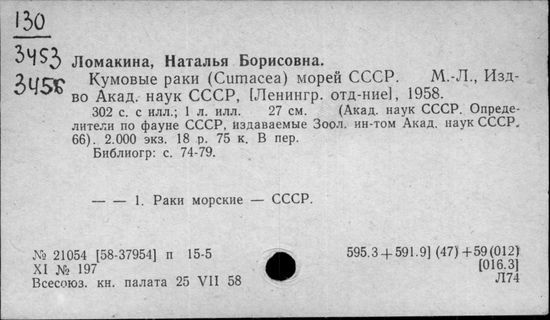 130
3453
3456
Ломакина, Наталья Борисовна.
Кумовые раки (Cumacea) морей СССР. М.-Л., Изд-
во Акад. наук СССР, [Ленингр. отд-ние], 1958.
302 с. с илл.; 1 л. илл. 27 см. (Акад. наук СССР. Опреде-
лители по фауне СССР, издаваемые Зоол. ин-том Акад. наук СССР,
66). 2.000 экз. 18 р. 75 к. В пер.
Библиогр: с. 74-79.
— — 1. Раки морские — СССР.
№ 21054 [58-37954] п 15-5
595.3+591.9] (47)+59(012)
XI № 197
[016.3]
Всесоюз. кн. палата 25 VII 58
Л74